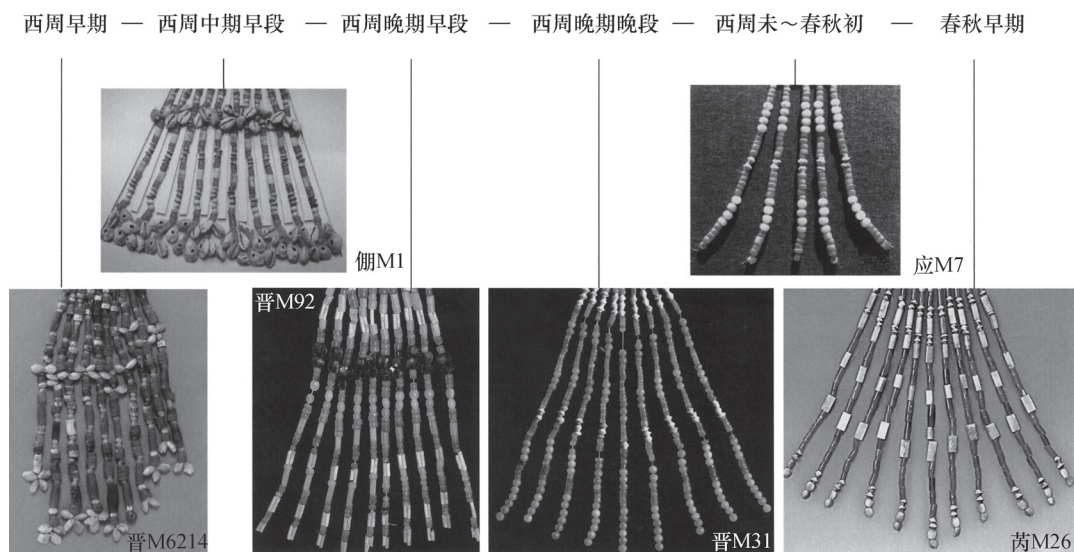 西周早期 — 西周中期早段 — 西周晚期早段 — 西周晚期晚段 — 西周未～春秋初 — 春秋早期
倗M1
应M7
晋M92
晋M6214
晋M31
芮M26